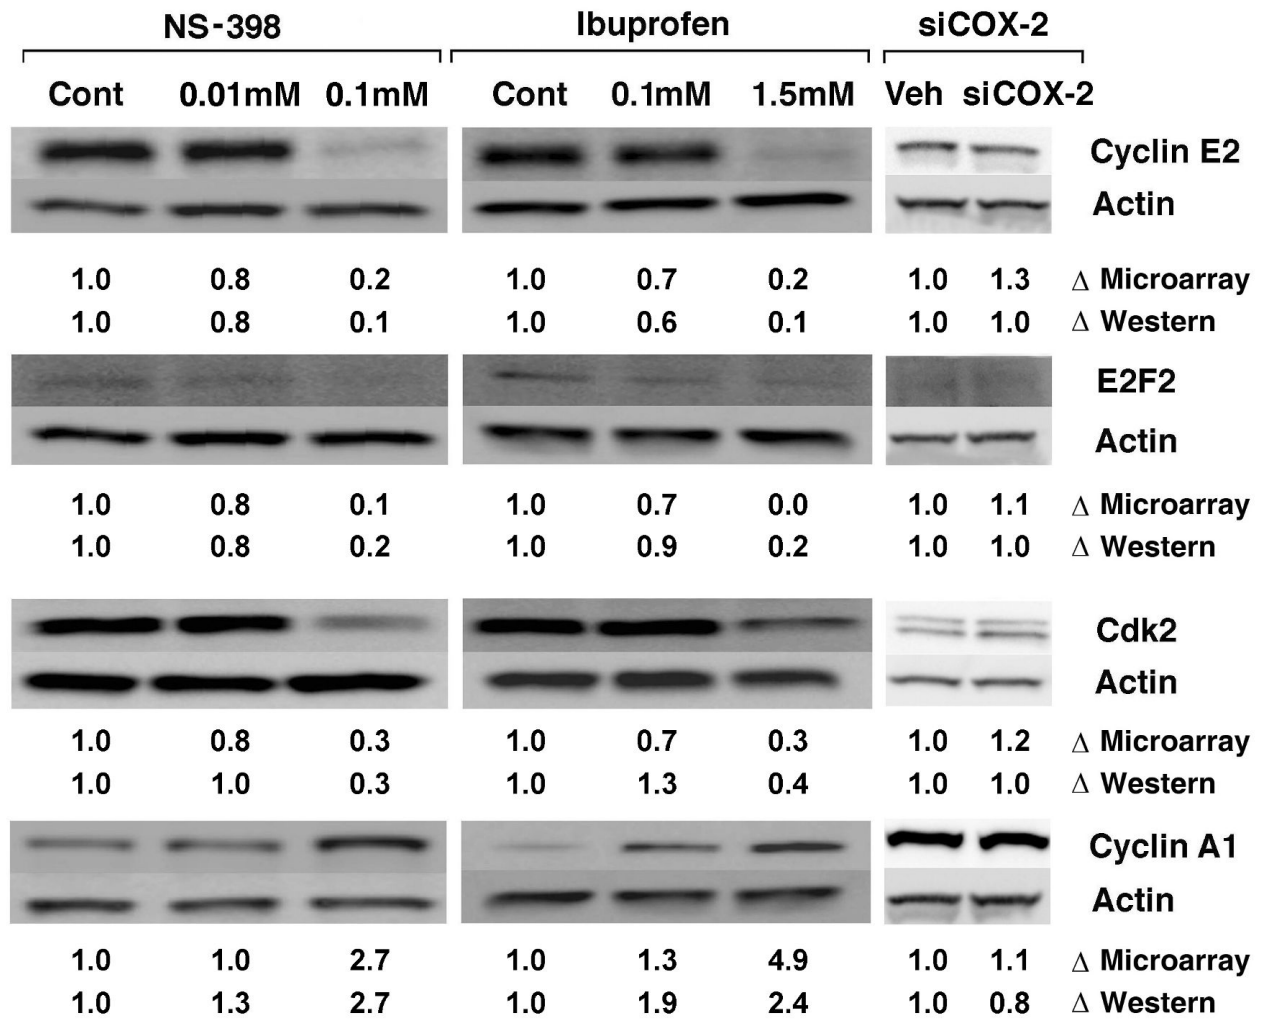 NS-398 Ibuprofen siCOX-2
Cont 0.01mM 0.1mM Cont 0.1mM 1.5mM Veh siCOX-2
Cyclin E2
Actin
1.0 0.8 0.2 1.0 0.7 0.2 1.0 1.3 Δ Microarray
1.0 0.8 0.1 1.0 0.6 0.1 1.0 1.0 Δ Western
E2F2
Actin
1.0 0.8 0.1 1.0 0.7 0.0 1.0 1.1 Δ Microarray
1.0 0.8 0.2 1.0 0.9 0.2 1.0 1.0 Δ Western
Cdk2
Actin
1.0 0.8 0.3 1.0 0.7 0.3 1.0 1.2 Δ Microarray
1.0 1.0 0.3 1.0 1.3 0.4 1.0 1.0 Δ Western
Cyclin A1
Actin
1.0 1.0 2.7 1.0 1.3 4.9 1.0 1.1 Δ Microarray
1.0 1.3 2.7 1.0 1.9 2.4 1.0 0.8 Δ Western